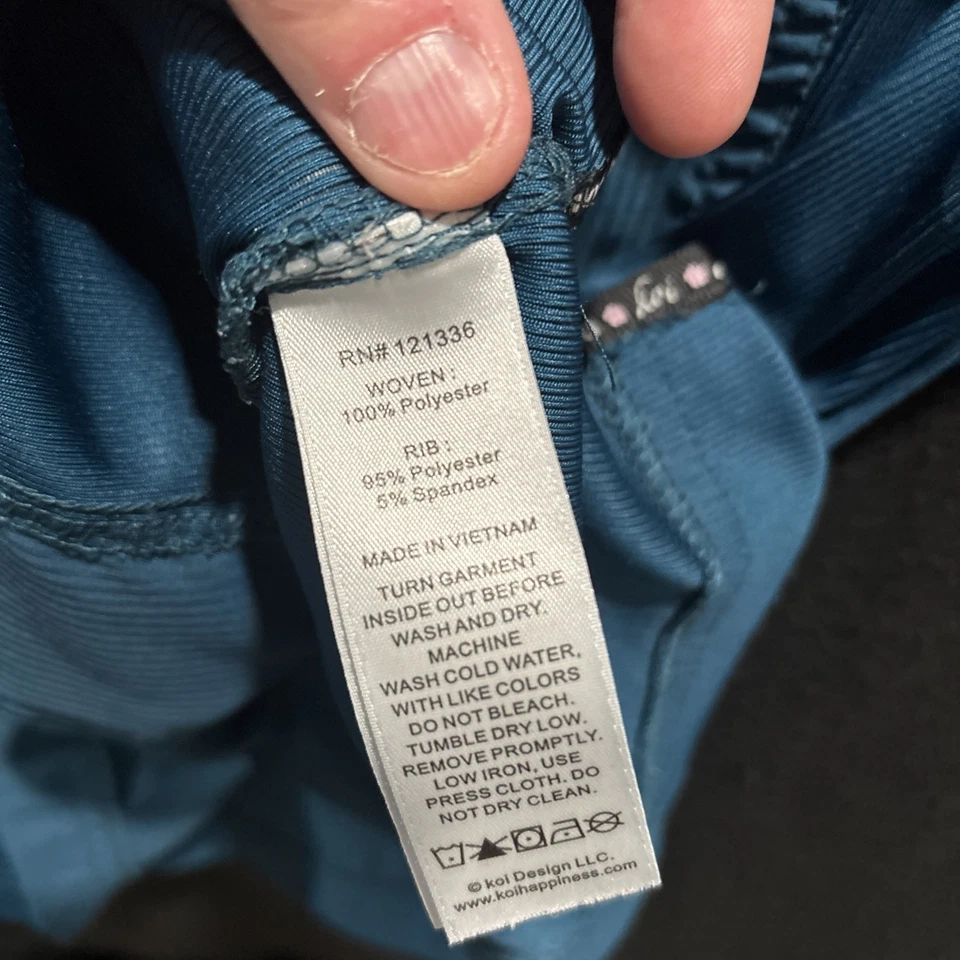 koi
RN# 121336
WOVEN :
100% Polyester
RIB :
95% Polyester
5% Spandex
MADE IN VIETNAM
TURN GARMENT
INSIDE OUT BEFORE
WASH AND DRY.
MACHINE
WASH COLD WATER,
WITH LIKE COLORS
DO NOT BLEACH.
TUMBLE DRY LOW.
REMOVE PROMPTLY.
LOW IRON, USE
PRESS CLOTH. DO
NOT DRY CLEAN.
© koi Design LLC.
www.koihappiness.com